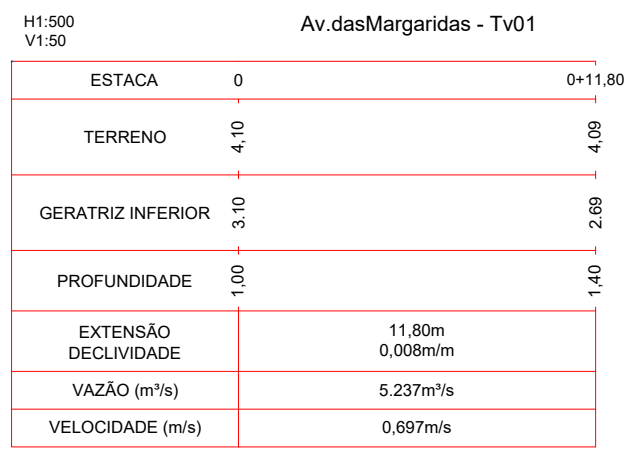 H1:500
V1:50
Av.dasMargaridas - Tv01
ESTACA 0 0+11,80
TERRENO 4,10 4,09
GERATRIZ INFERIOR 3.10 2.69
PROFUNDIDADE 1,00 1,40
EXTENSÃO 11,80m
DECLIVIDADE 0,008m/m
VAZÃO (m³/s) 5.237m³/s
VELOCIDADE (m/s) 0,697m/s